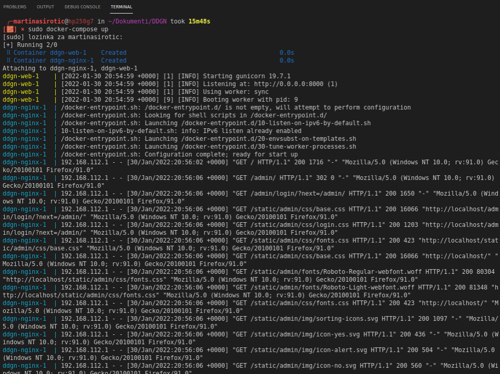 PROBLEMS OUTPUT DEBUG CONSOLE TERMINAL
martinasirotic@hp250g7 in ~/Dokumenti/DDGN took 15m48s
× sudo docker-compose up
[sudo] lozinka za martinasirotic:
[+] Running 2/0
Container ddgn-web-1 Created 0.0s
Container ddgn-nginx-1 Created 0.0s
Attaching to ddgn-nginx-1, ddgn-web-1
ddgn-web-1 | [2022-01-30 20:54:59 +0000] [1] [INFO] Starting gunicorn 19.7.1
ddgn-web-1 | [2022-01-30 20:54:59 +0000] [1] [INFO] Listening at: http://0.0.0.0:8000 (1)
ddgn-web-1 | [2022-01-30 20:54:59 +0000] [1] [INFO] Using worker: sync
ddgn-web-1 | [2022-01-30 20:54:59 +0000] [9] [INFO] Booting worker with pid: 9
ddgn-nginx-1 | /docker-entrypoint.sh: /docker-entrypoint.d/ is not empty, will attempt to perform configuration
ddgn-nginx-1 | /docker-entrypoint.sh: Looking for shell scripts in /docker-entrypoint.d/
ddgn-nginx-1 | /docker-entrypoint.sh: Launching /docker-entrypoint.d/10-listen-on-ipv6-by-default.sh
ddgn-nginx-1 | 10-listen-on-ipv6-by-default.sh: info: IPv6 listen already enabled
ddgn-nginx-1 | /docker-entrypoint.sh: Launching /docker-entrypoint.d/20-envsubst-on-templates.sh
ddgn-nginx-1 | /docker-entrypoint.sh: Launching /docker-entrypoint.d/30-tune-worker-processes.sh
ddgn-nginx-1 | /docker-entrypoint.sh: Configuration complete; ready for start up
ddgn-nginx-1 | 192.168.112.1 - - [30/Jan/2022:20:56:02 +0000] "GET / HTTP/1.1" 200 1716 "-" "Mozilla/5.0 (Windows NT 10.0; rv:91.0) Gec
ko/20100101 Firefox/91.0"
ddgn-nginx-1 | 192.168.112.1 - - [30/Jan/2022:20:56:06 +0000] "GET /admin/ HTTP/1.1" 302 0 "-" "Mozilla/5.0 (Windows NT 10.0; rv:91.0)
Gecko/20100101 Firefox/91.0"
ddgn-nginx-1 | 192.168.112.1 - - [30/Jan/2022:20:56:06 +0000] "GET /admin/login/?next=/admin/ HTTP/1.1" 200 1650 "-" "Mozilla/5.0 (Wind
ows NT 10.0; rv:91.0) Gecko/20100101 Firefox/91.0"
ddgn-nginx-1 | 192.168.112.1 - - [30/Jan/2022:20:56:06 +0000] "GET /static/admin/css/base.css HTTP/1.1" 200 16066 "http://localhost/adm
in/login/?next=/admin/" "Mozilla/5.0 (Windows NT 10.0; rv:91.0) Gecko/20100101 Firefox/91.0"
ddgn-nginx-1 | 192.168.112.1 - - [30/Jan/2022:20:56:06 +0000] "GET /static/admin/css/login.css HTTP/1.1" 200 1203 "http://localhost/adm
in/login/?next=/admin/" "Mozilla/5.0 (Windows NT 10.0; rv:91.0) Gecko/20100101 Firefox/91.0"
ddgn-nginx-1 | 192.168.112.1 - - [30/Jan/2022:20:56:06 +0000] "GET /static/admin/css/fonts.css HTTP/1.1" 200 423 "http://localhost/stat
ic/admin/css/base.css" "Mozilla/5.0 (Windows NT 10.0; rv:91.0) Gecko/20100101 Firefox/91.0"
ddgn-nginx-1 | 192.168.112.1 - - [30/Jan/2022:20:56:06 +0000] "GET /static/admin/css/base.css HTTP/1.1" 200 16066 "http://localhost/" "
Mozilla/5.0 (Windows NT 10.0; rv:91.0) Gecko/20100101 Firefox/91.0"
ddgn-nginx-1 | 192.168.112.1 - - [30/Jan/2022:20:56:06 +0000] "GET /static/admin/fonts/Roboto-Regular-webfont.woff HTTP/1.1" 200 80304
"http://localhost/static/admin/css/fonts.css" "Mozilla/5.0 (Windows NT 10.0; rv:91.0) Gecko/20100101 Firefox/91.0"
ddgn-nginx-1 | 192.168.112.1 - - [30/Jan/2022:20:56:06 +0000] "GET /static/admin/fonts/Roboto-Light-webfont.woff HTTP/1.1" 200 81348 "h
ttp://localhost/static/admin/css/fonts.css" "Mozilla/5.0 (Windows NT 10.0; rv:91.0) Gecko/20100101 Firefox/91.0"
ddgn-nginx-1 | 192.168.112.1 - - [30/Jan/2022:20:56:06 +0000] "GET /static/admin/css/fonts.css HTTP/1.1" 200 423 "http://localhost/" "M
ozilla/5.0 (Windows NT 10.0; rv:91.0) Gecko/20100101 Firefox/91.0"
ddgn-nginx-1 | 192.168.112.1 - - [30/Jan/2022:20:56:06 +0000] "GET /static/admin/img/sorting-icons.svg HTTP/1.1" 200 1097 "-" "Mozilla/
5.0 (Windows NT 10.0; rv:91.0) Gecko/20100101 Firefox/91.0"
ddgn-nginx-1 | 192.168.112.1 - - [30/Jan/2022:20:56:06 +0000] "GET /static/admin/img/icon-yes.svg HTTP/1.1" 200 436 "-" "Mozilla/5.0 (W
indows NT 10.0; rv:91.0) Gecko/20100101 Firefox/91.0"
ddgn-nginx-1 | 192.168.112.1 - - [30/Jan/2022:20:56:06 +0000] "GET /static/admin/img/icon-alert.svg HTTP/1.1" 200 504 "-" "Mozilla/5.0
(Windows NT 10.0; rv:91.0) Gecko/20100101 Firefox/91.0"
ddgn-nginx-1 | 192.168.112.1 - - [30/Jan/2022:20:56:06 +0000] "GET /static/admin/img/icon-no.svg HTTP/1.1" 200 560 "-" "Mozilla/5.0 (Wi
ndows NT 10.0; rv:91.0) Gecko/20100101 Firefox/91.0"